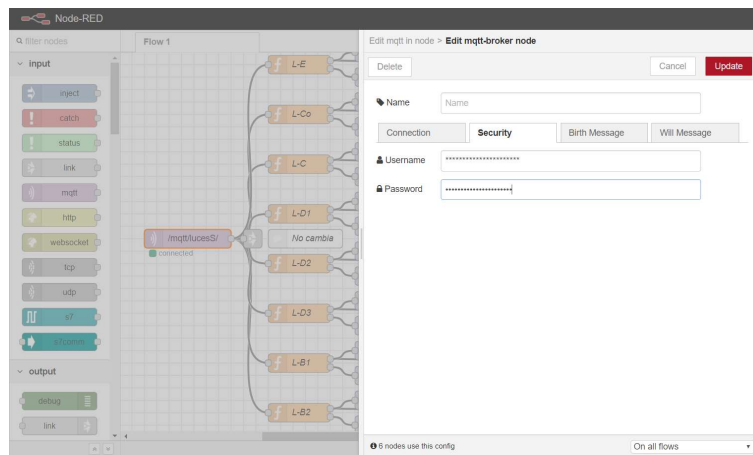 Node-RED
filter nodes
Flow 1
Edit mqtt in node > Edit mqtt-broker node
Delete
Cancel
Update
input
inject
catch
status
link
mqtt
http
websocket
tcp
udp
s7
s7comm
output
debug
link
L-E
L-Co
L-C
L-D1
/mqtt/lucesS/
No cambia
connected
L-D2
L-D3
L-B1
L-B2
Name
Name
Connection
Security
Birth Message
Will Message
Username
**********************
Password
6 nodes use this config
On all flows